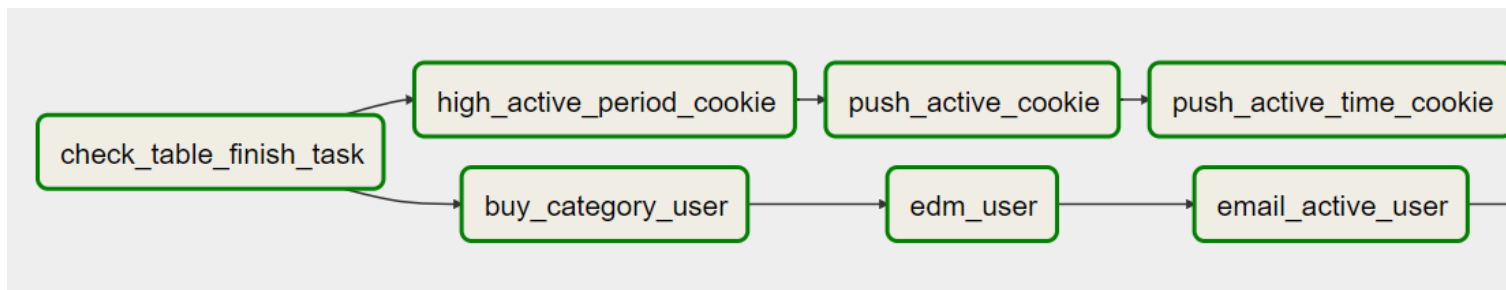 check_table_finish_task
high_active_period_cookie
push_active_cookie
push_active_time_cookie
buy_category_user
edm_user
email_active_user